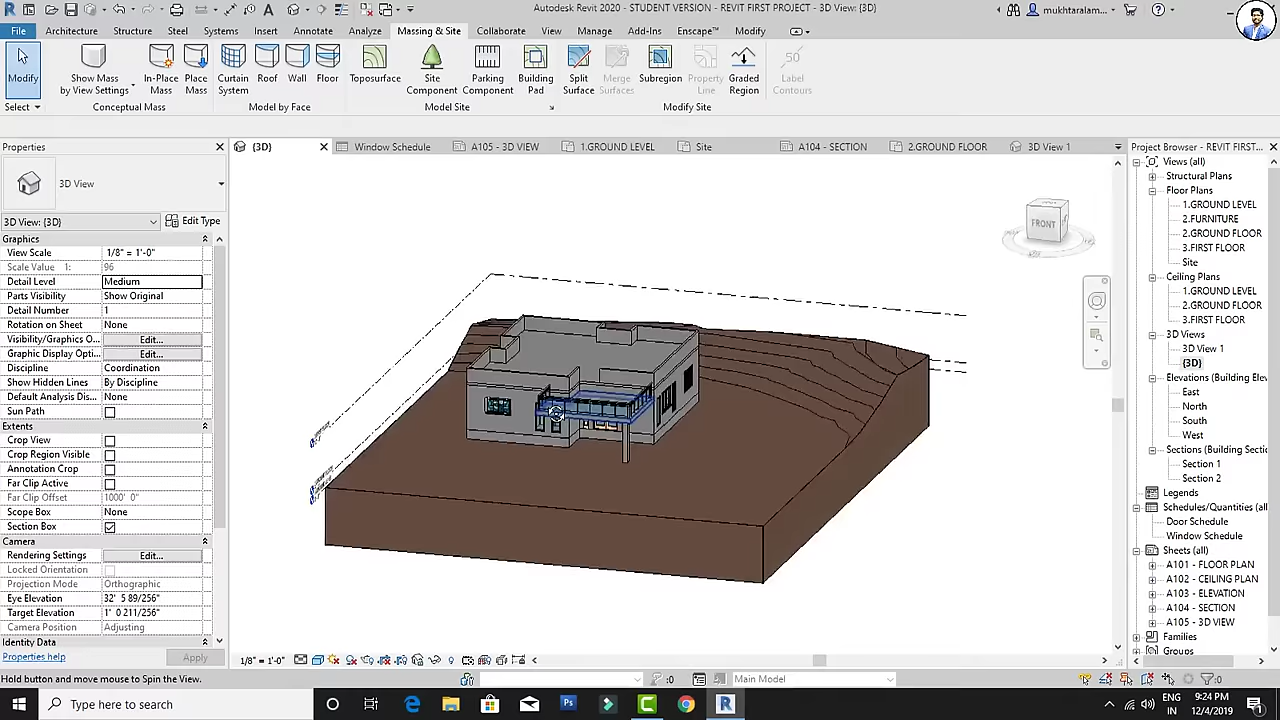 Autodesk Revit 2020 - STUDENT VERSION - REVIT FIRST PROJECT - 3D View: {3D}
mukhtaralam...
File Architecture Structure Steel Systems Insert Annotate Analyze Massing & Site Collaborate View Manage Add-Ins Enscape™ Modify
Modify
Show Mass
by View Settings
In-Place
Mass
Place
Mass
Curtain
System
Roof
Wall
Floor
Toposurface
Site
Component
Parking
Component
Building
Pad
Split
Surface
Merge
Surfaces
Subregion
Property
Line
Graded
Region
50
Label
Contours
Select
Conceptual Mass
Model by Face
Model Site
Modify Site
Properties
{3D}
Window Schedule
A105 - 3D VIEW
1.GROUND LEVEL
Site
A104 - SECTION
2.GROUND FLOOR
3D View 1
3D View
3D View: {3D}
Edit Type
Graphics
View Scale 1/8" = 1'-0"
Scale Value 1: 96
Detail Level Medium
Parts Visibility Show Original
Detail Number 1
Rotation on Sheet None
Visibility/Graphics O... Edit...
Graphic Display Opti... Edit...
Discipline Coordination
Show Hidden Lines By Discipline
Default Analysis Dis... None
Sun Path
Extents
Crop View
Crop Region Visible
Annotation Crop
Far Clip Active
Far Clip Offset 1000' 0"
Scope Box None
Section Box
Camera
Rendering Settings Edit...
Locked Orientation
Projection Mode Orthographic
Eye Elevation 32' 5 89/256"
Target Elevation 1' 0 211/256"
Camera Position Adjusting
Identity Data
Properties help
Apply
FRONT
Project Browser - REVIT FIRST...
Views (all)
Structural Plans
Floor Plans
1.GROUND LEVEL
2.FURNITURE
2.GROUND FLOOR
3.FIRST FLOOR
Site
Ceiling Plans
1.GROUND LEVEL
2.GROUND FLOOR
3.FIRST FLOOR
3D Views
3D View 1
{3D}
Elevations (Building Elev
East
North
South
West
Sections (Building Sectio
Section 1
Section 2
Legends
Schedules/Quantities (all
Door Schedule
Window Schedule
Sheets (all)
A101 - FLOOR PLAN
A102 - CEILING PLAN
A103 - ELEVATION
A104 - SECTION
A105 - 3D VIEW
Families
Groups
1/8" = 1'-0"
Hold button and move mouse to Spin the View.
:0
Main Model
:0
Type here to search
ENG
IN
9:24 PM
12/4/2019